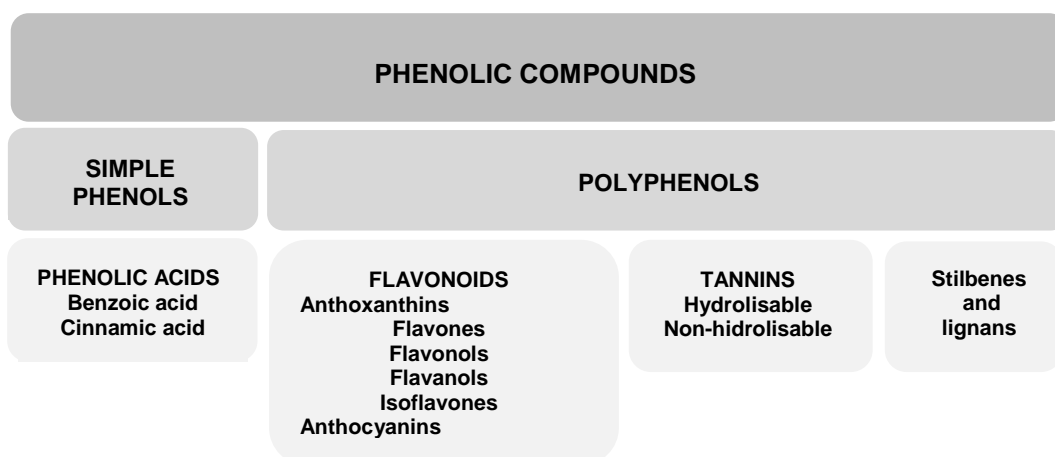 PHENOLIC COMPOUNDS
SIMPLE
PHENOLS
POLYPHENOLS
PHENOLIC ACIDS
Benzoic acid
Cinnamic acid
FLAVONOIDS
Anthoxanthins
Flavones
Flavonols
Flavanols
Isoflavones
Anthocyanins
TANNINS
Hydrolisable
Non-hidrolisable
Stilbenes
and
lignans